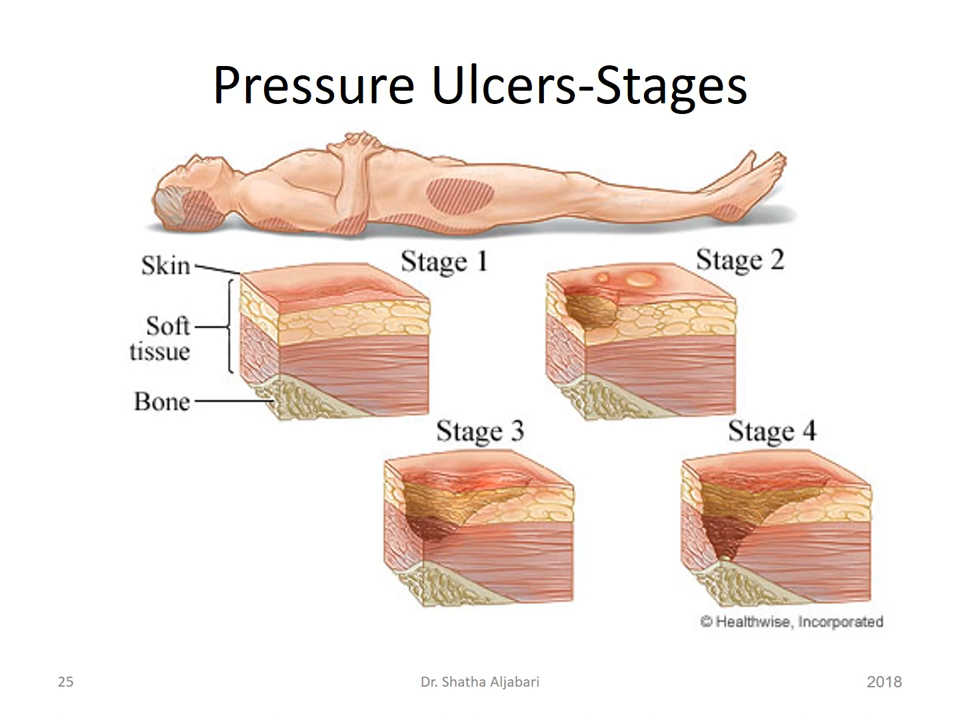 Pressure Ulcers-Stages
Skin
Soft
tissue
Bone
Stage 1
Stage 2
Stage 3
Stage 4
© Healthwise, Incorporated
25
Dr. Shatha Aljabari
2018